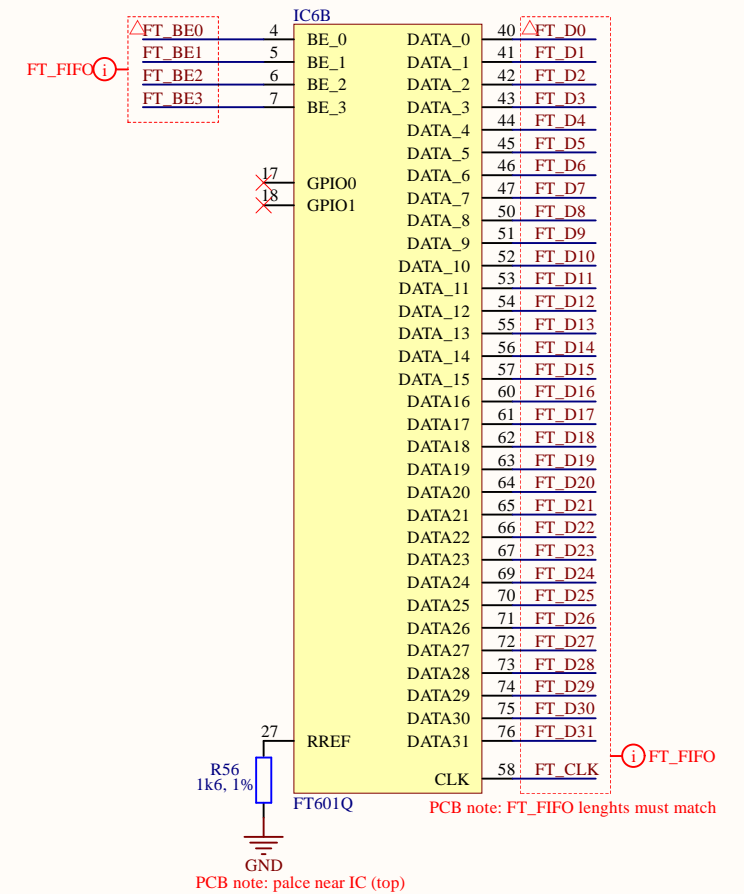 IC6B
FT_BE0 4 BE_0 DATA_0 40 FT_D0
FT_BE1 5 BE_1 DATA_1 41 FT_D1
FT_FIFO i
FT_BE2 6 BE_2 DATA_2 42 FT_D2
FT_BE3 7 BE_3 DATA_3 43 FT_D3
DATA_4 44 FT_D4
DATA_5 45 FT_D5
DATA_6 46 FT_D6
17 GPIO0 DATA_7 47 FT_D7
18 GPIO1 DATA_8 50 FT_D8
DATA_9 51 FT_D9
DATA_10 52 FT_D10
DATA_11 53 FT_D11
DATA_12 54 FT_D12
DATA_13 55 FT_D13
DATA_14 56 FT_D14
DATA_15 57 FT_D15
DATA16 60 FT_D16
DATA17 61 FT_D17
DATA18 62 FT_D18
DATA19 63 FT_D19
DATA20 64 FT_D20
DATA21 65 FT_D21
DATA22 66 FT_D22
DATA23 67 FT_D23
DATA24 69 FT_D24
DATA25 70 FT_D25
DATA26 71 FT_D26
DATA27 72 FT_D27
DATA28 73 FT_D28
DATA29 74 FT_D29
DATA30 75 FT_D30
27 RREF DATA31 76 FT_D31
i FT_FIFO
R56
1k6, 1%
CLK 58 FT_CLK
FT601Q
PCB note: FT_FIFO lenghts must match
GND
PCB note: palce near IC (top)